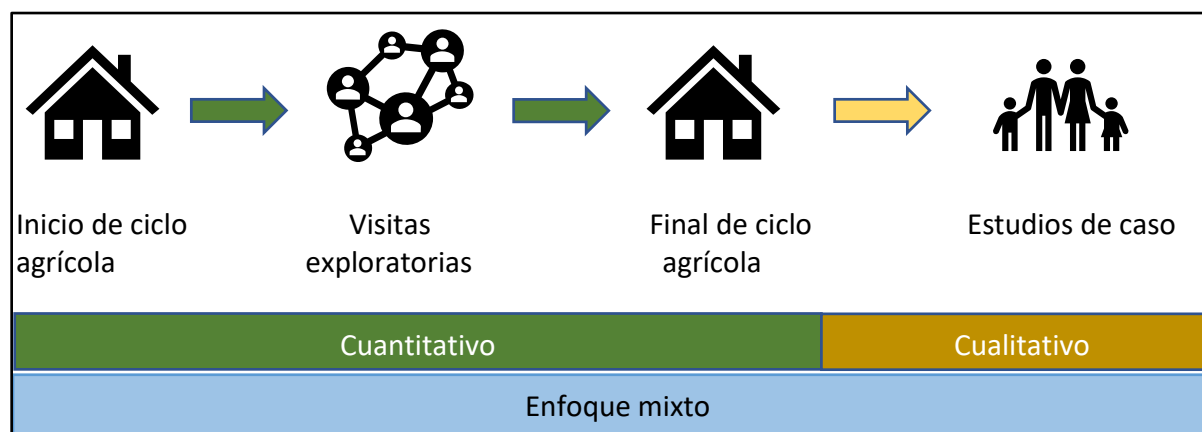 Inicio de ciclo
agrícola
Visitas
exploratorias
Final de ciclo
agrícola
Estudios de caso
Cuantitativo
Cualitativo
Enfoque mixto